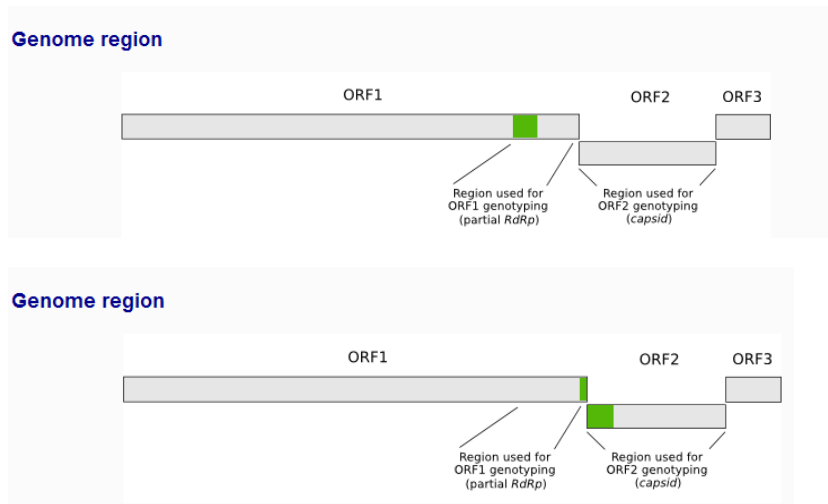 Genome region
ORF1
ORF2
ORF3
Region used for
ORF1 genotyping
(partial RdRp)
Region used for
ORF2 genotyping
(capsid)
Genome region
ORF1
ORF2
ORF3
Region used for
ORF1 genotyping
(partial RdRp)
Region used for
ORF2 genotyping
(capsid)